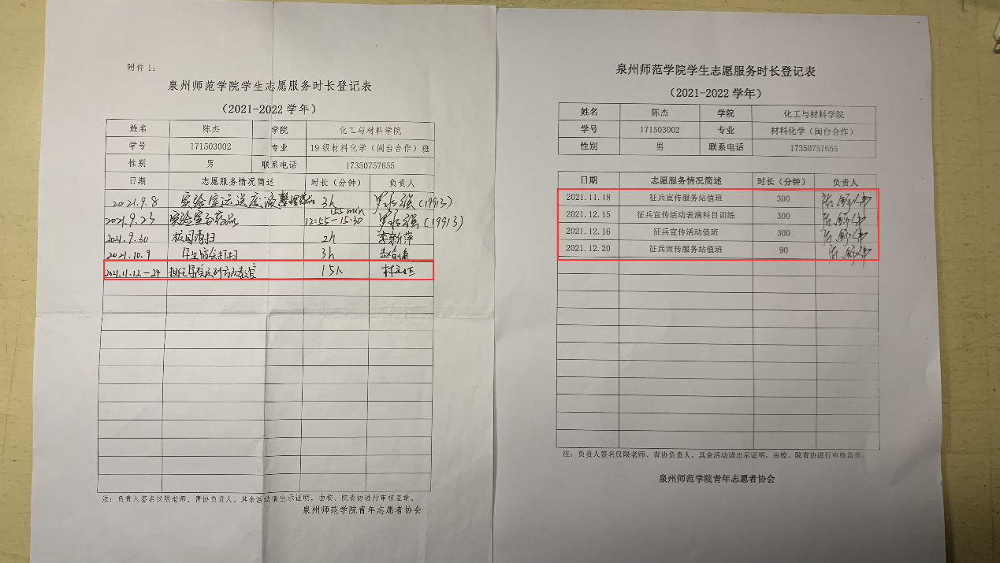 附件1:
泉州师范学院学生志愿服务时长登记表
(2021-2022学年)
姓名 陈杰 学院 化工与材料学院
学号 171503002 专业 19级材料化学(闽台合作)班
性别 男 联系电话 17350757655
日期 志愿服务情况简述 时长(分钟) 负责人
2021.9.8 实验室运送废液整理药品 3h (19913)
2021.9.23 实验室药品 155min 12:55-15:30 (19913)
2021.9.30 校园清扫 2h 李新萍
2021.10.9 学生宿舍打扫 3h
2021.11.12-24 15h
注:负责人签名仅限老师、青协负责人。其余活动请出示证明,由校、院青协进行审核盖章。
泉州师范学院青年志愿者协会
泉州师范学院学生志愿服务时长登记表
(2021-2022学年)
姓名 陈杰 学院 化工与材料学院
学号 171503002 专业 材料化学(闽台合作)
性别 男 联系电话 17350757655
日期 志愿服务情况简述 时长(分钟) 负责人
2021.11.18 征兵宣传服务站值班 300
2021.12.15 征兵宣传活动表演科目训练 300
2021.12.16 征兵宣传活动值班 300
2021.12.20 征兵宣传服务站值班 90
注:负责人签名仅限老师、青协负责人。其余活动请出示证明,由校、院青协进行审核盖章。
泉州师范学院青年志愿者协会